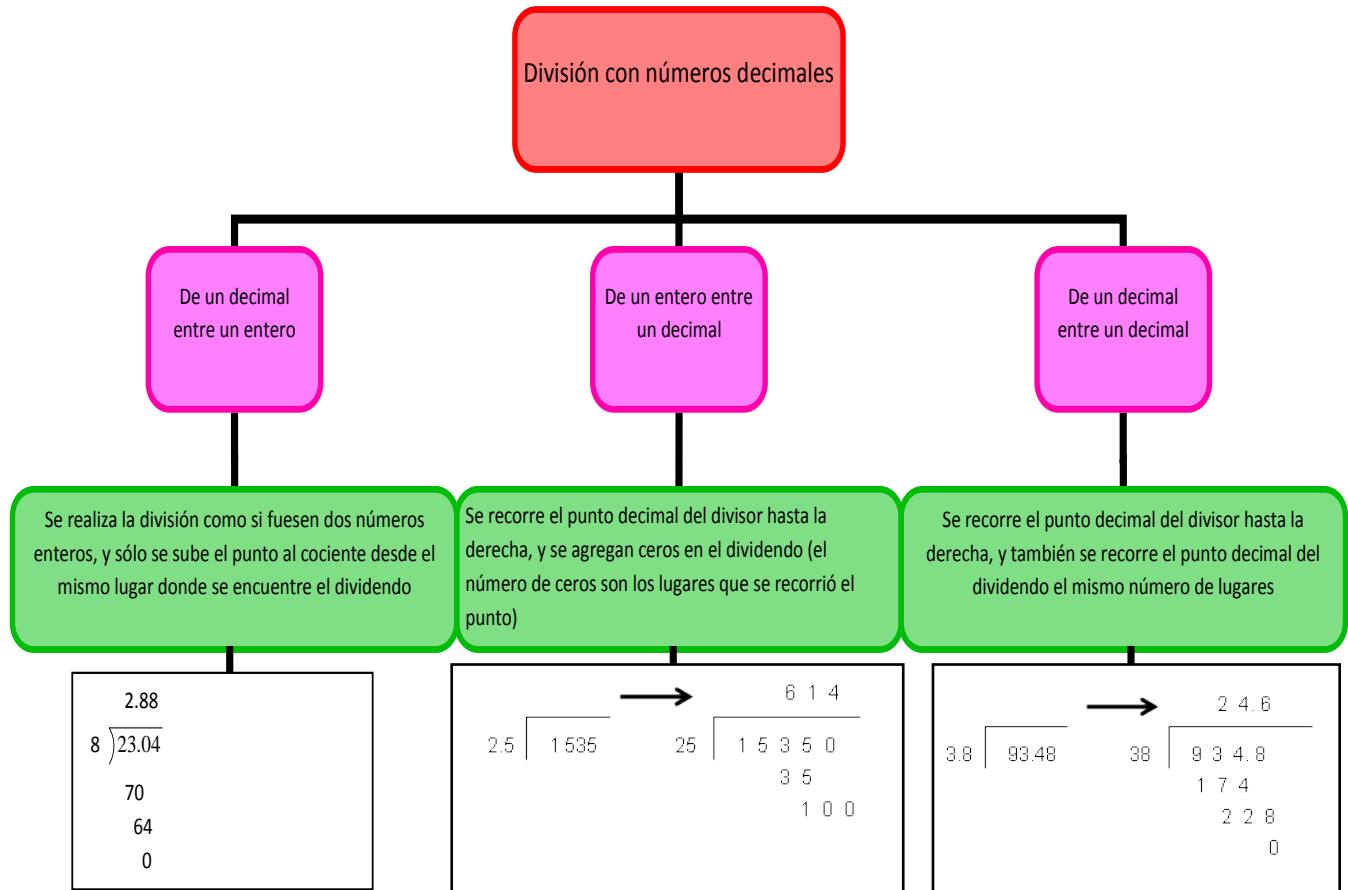 División con números decimales
De un decimal
entre un entero
De un entero entre
un decimal
De un decimal
entre un decimal
Se realiza la división como si fuesen dos números
enteros, y sólo se sube el punto al cociente desde el
mismo lugar donde se encuentre el dividendo
Se recorre el punto decimal del divisor hasta la
derecha, y se agregan ceros en el dividendo (el
número de ceros son los lugares que se recorrió el
punto)
Se recorre el punto decimal del divisor hasta la
derecha, y también se recorre el punto decimal del
dividendo el mismo número de lugares
2.88
8 23.04
70
64
0
6 1 4
2.5 1 535 25 1 5 3 5 0
3 5
1 0 0
2 4. 6
3.8 93.48 38 9 3 4. 8
1 7 4
2 2 8
0